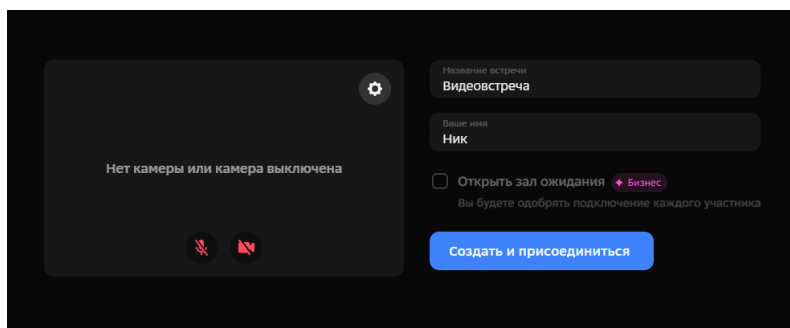 Нет камеры или камера выключена
Название встречи
Видеовстреча
Ваше имя
Ник
Открыть зал ожидания Бизнес
Вы будете одобрять подключение каждого участника
Создать и присоединиться